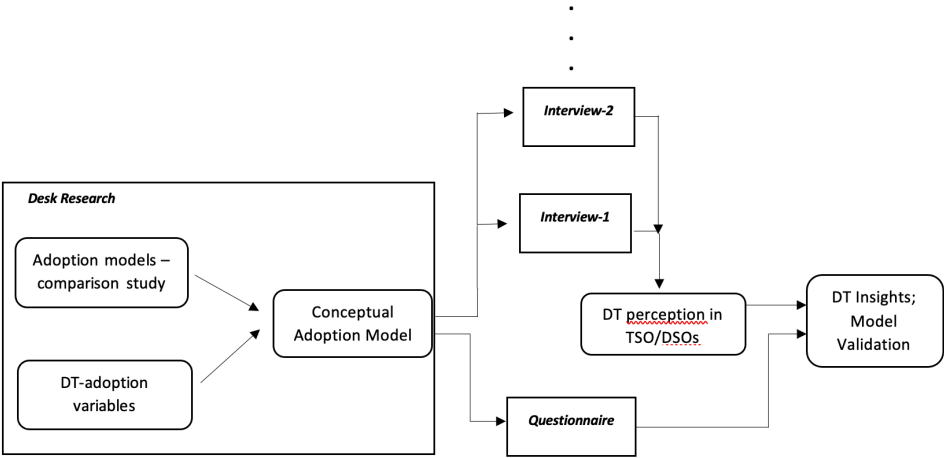 Interview-2
Desk Research
Interview-1
Adoption models –
comparison study
Conceptual
Adoption Model
DT-adoption
variables
DT perception in
TSO/DSOs
DT Insights;
Model
Validation
Questionnaire